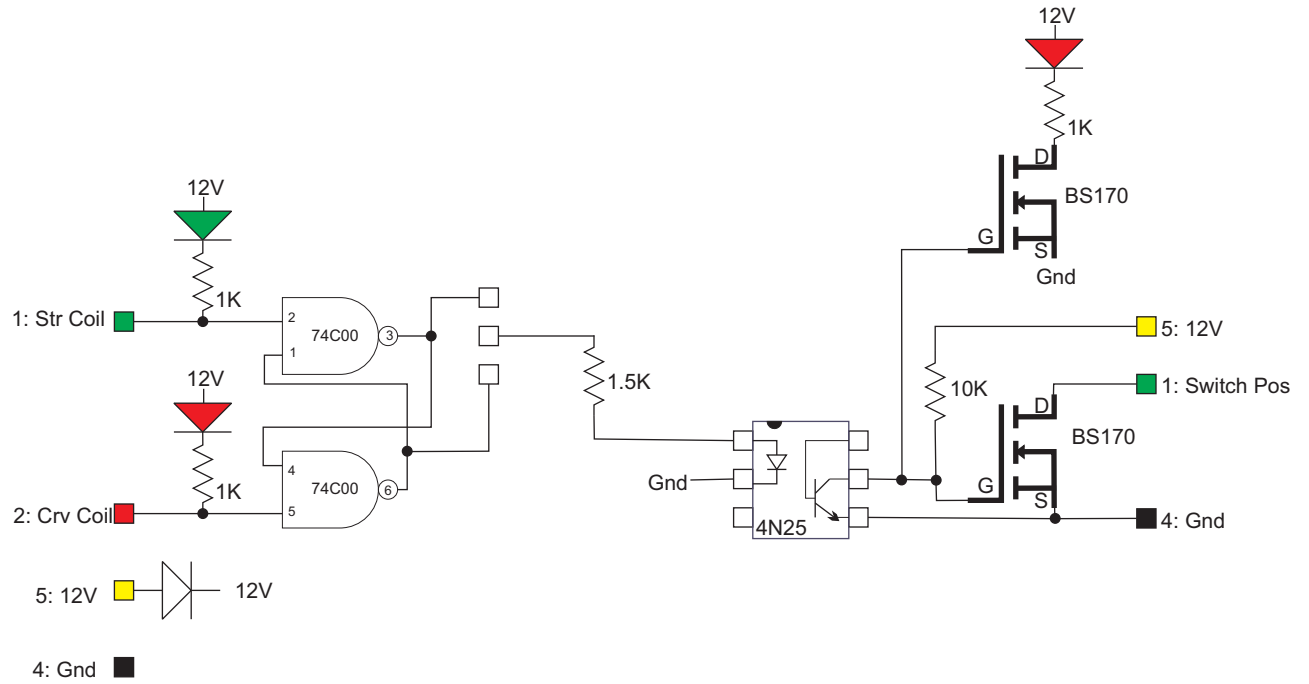 12V
1K
D
BS170
G
S
Gnd
12V
1K
1: Str Coil
2
1
74C00
3
12V
1K
2: Crv Coil
4
5
74C00
6
1.5K
Gnd
4N25
10K
5: 12V
1: Switch Pos
D
BS170
G
S
4: Gnd
5: 12V
12V
4: Gnd